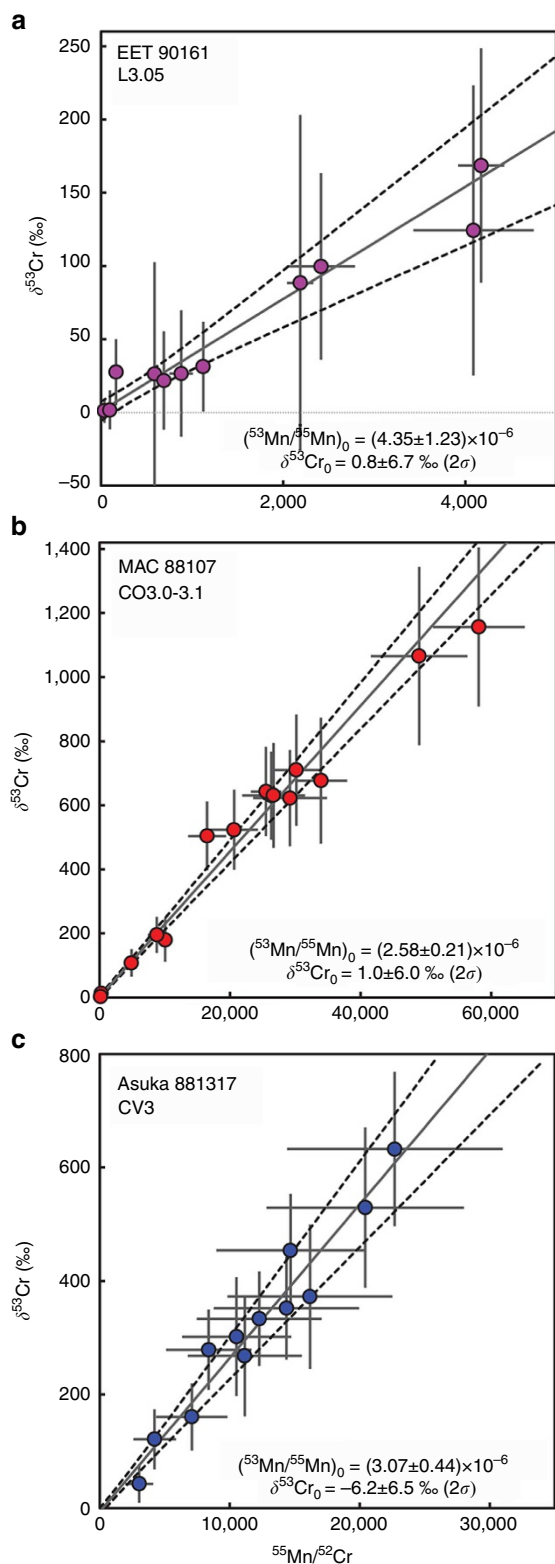 a
EET 90161
L3.05
250
200
150
100
50
0
−50
δ⁵³Cr (‰)
(⁵³Mn/⁵⁵Mn)₀ = (4.35±1.23)×10⁻⁶
δ⁵³Cr₀ = 0.8±6.7 ‰ (2σ)
0 2,000 4,000
b
MAC 88107
CO3.0-3.1
1,400
1,200
1,000
800
600
400
200
0
δ⁵³Cr (‰)
(⁵³Mn/⁵⁵Mn)₀ = (2.58±0.21)×10⁻⁶
δ⁵³Cr₀ = 1.0±6.0 ‰ (2σ)
0 20,000 40,000 60,000
c
Asuka 881317
CV3
800
600
400
200
0
δ⁵³Cr (‰)
(⁵³Mn/⁵⁵Mn)₀ = (3.07±0.44)×10⁻⁶
δ⁵³Cr₀ = −6.2±6.5 ‰ (2σ)
0 10,000 20,000 30,000
⁵⁵Mn/⁵²Cr